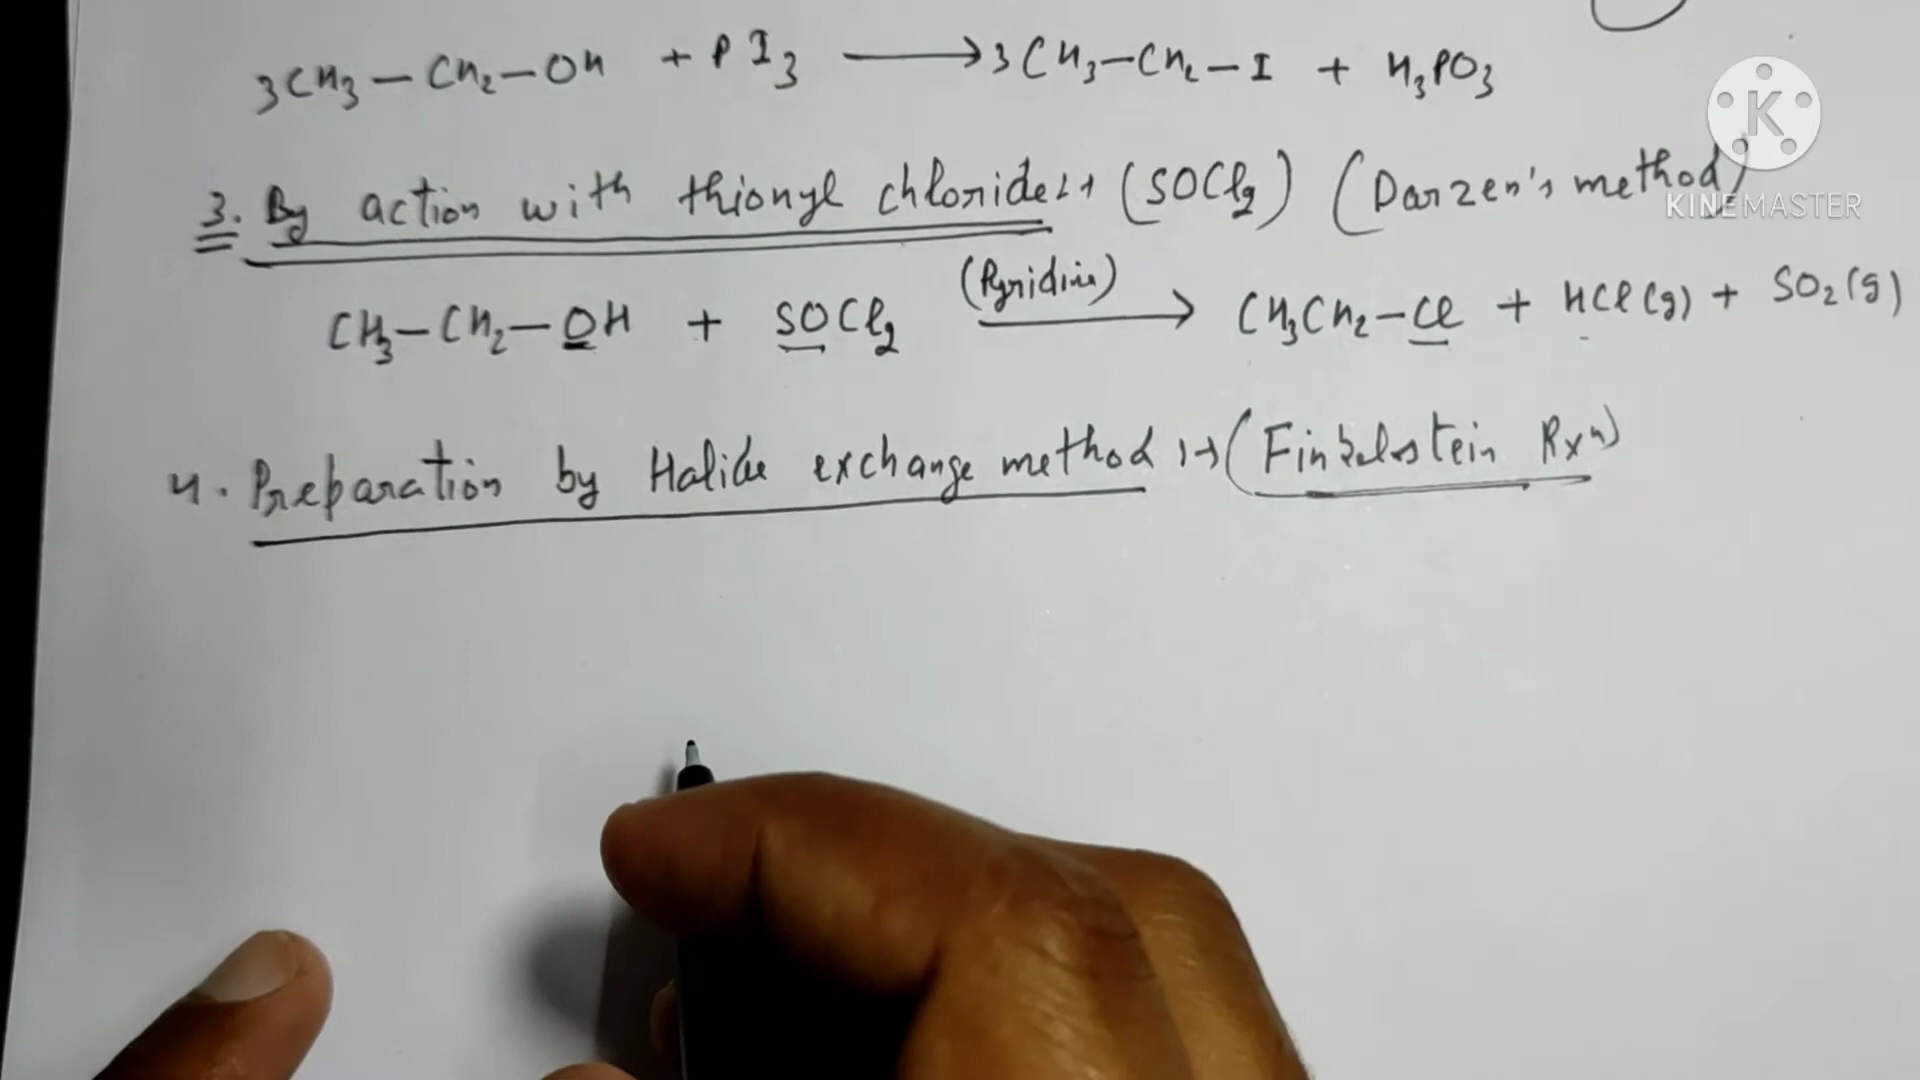 3CH3 – CH2 – OH + PI3 ⟶ 3CH3 – CH2 – I + H3PO3
K
KINEMASTER
3. By action with thionyl chloride :→ (SOCl2) (Darzen's method)
(Pyridine)
CH3 – CH2 – OH + SOCl2 ⟶ CH3CH2 – Cl + HCl(g) + SO2(g)
4. Preparation by Halide exchange method :→ (Finkelstein Rxn)